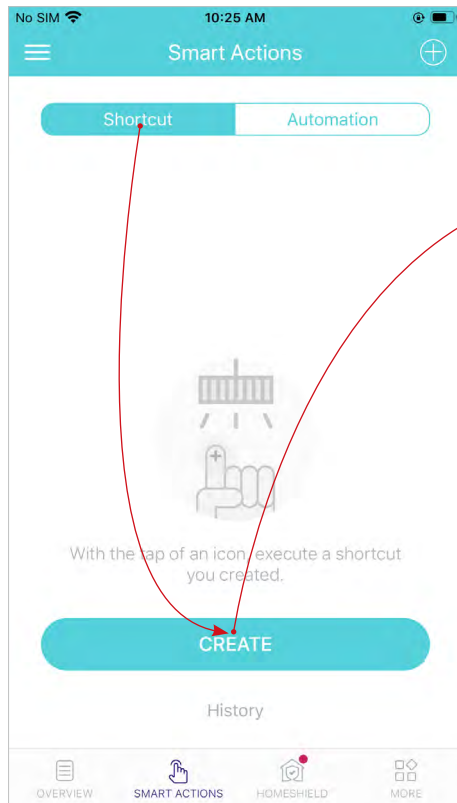 No SIM 10:25 AM
Smart Actions
Shortcut Automation
With the tap of an icon, execute a shortcut
you created.
CREATE
History
OVERVIEW SMART ACTIONS HOMESHIELD MORE